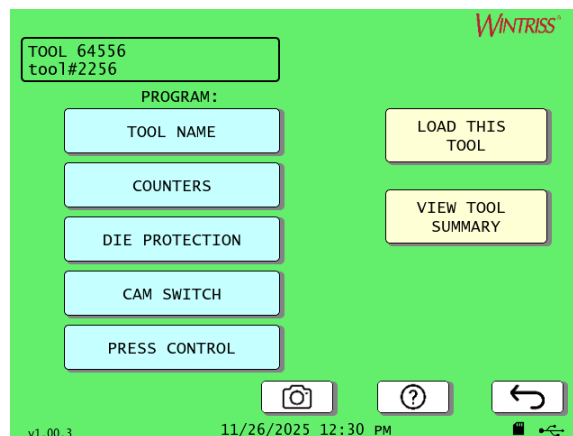 WINTRISS®
TOOL 64556
tool#2256
PROGRAM:
TOOL NAME
COUNTERS
DIE PROTECTION
CAM SWITCH
PRESS CONTROL
LOAD THIS
TOOL
VIEW TOOL
SUMMARY
?
v1.00.3
11/26/2025 12:30 PM